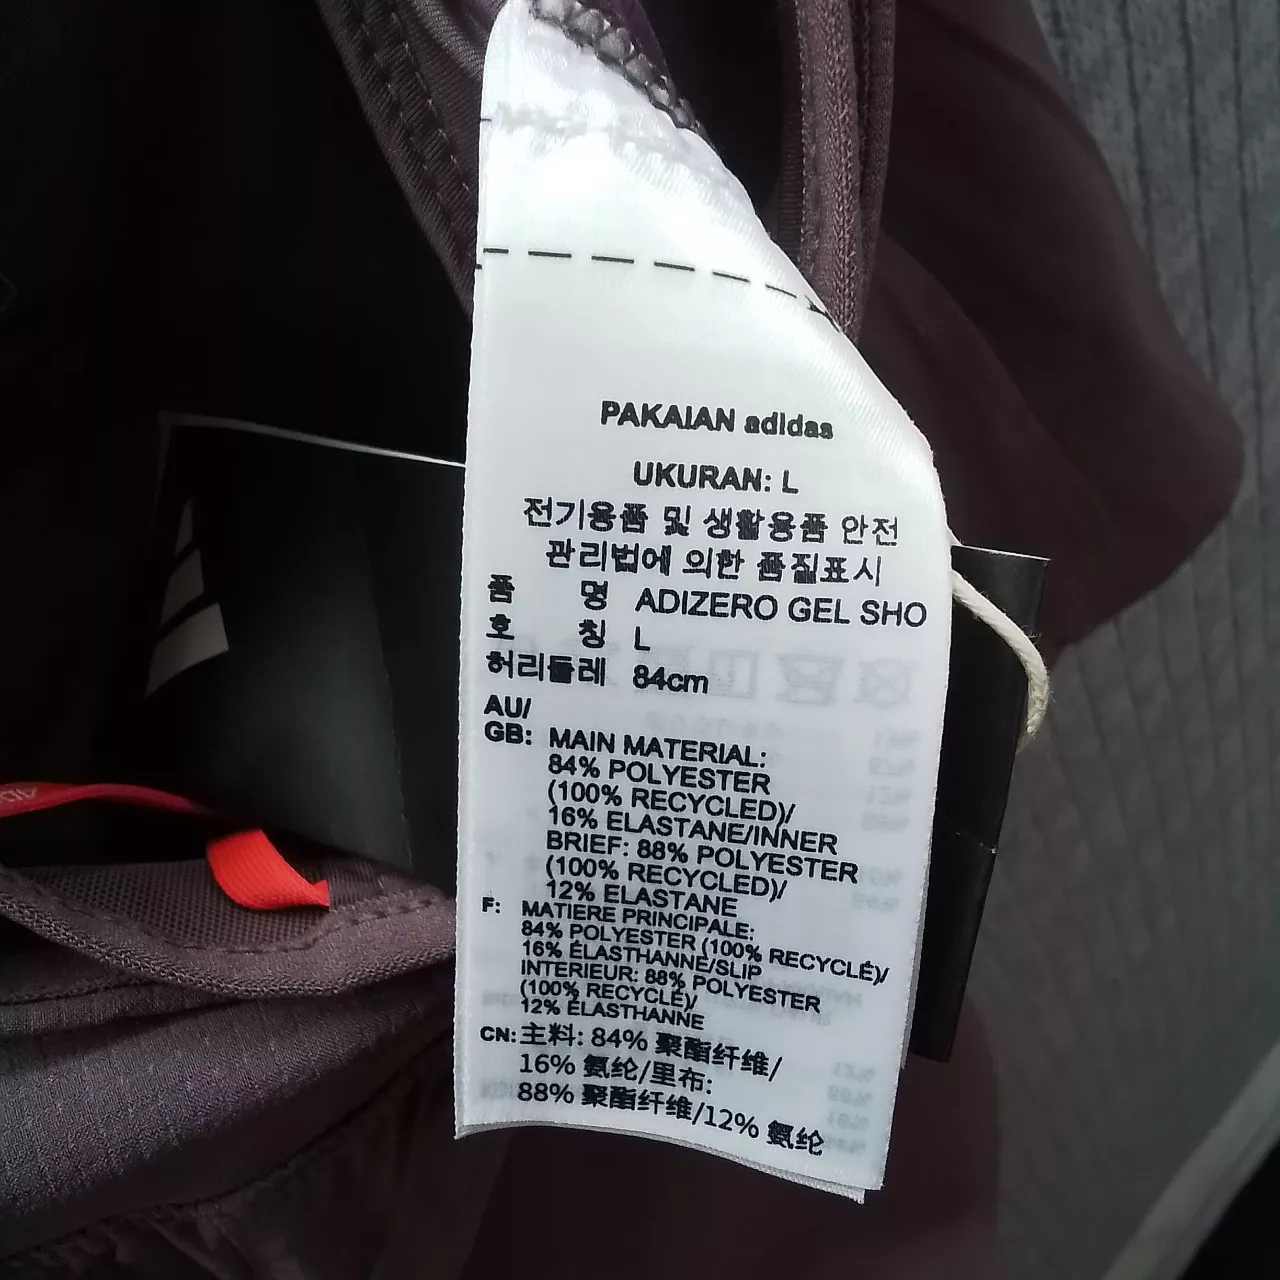 PAKAIAN adidas
UKURAN: L
전기용품 및 생활용품 안전
관리법에 의한 품질표시
품 명 ADIZERO GEL SHO
호 칭 L
허리둘레 84cm
AU/
GB: MAIN MATERIAL:
84% POLYESTER
(100% RECYCLED)/
16% ELASTANE/INNER
BRIEF: 88% POLYESTER
(100% RECYCLED)/
12% ELASTANE
F: MATIERE PRINCIPALE:
84% POLYESTER (100% RECYCLÉ)/
16% ÉLASTHANNE/SLIP
INTERIEUR: 88% POLYESTER
(100% RECYCLÉ)/
12% ÉLASTHANNE
CN: 主料: 84% 聚酯纤维/
16% 氨纶/里布:
88% 聚酯纤维/12% 氨纶